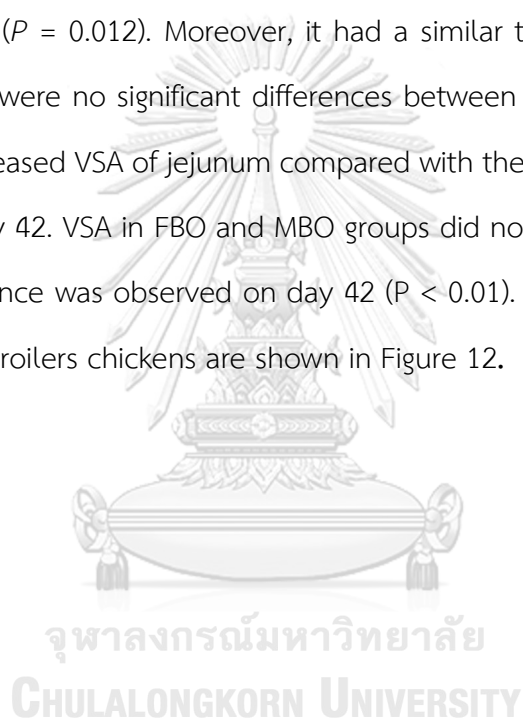 (P = 0.012). Moreover, it had a similar t
were no significant differences between
eased VSA of jejunum compared with the
42. VSA in FBO and MBO groups did no
nce was observed on day 42 (P < 0.01).
roilers chickens are shown in Figure 12.
จุฬาลงกรณ์มหาวิทยาลัย
CHULALONGKORN UNIVERSITY